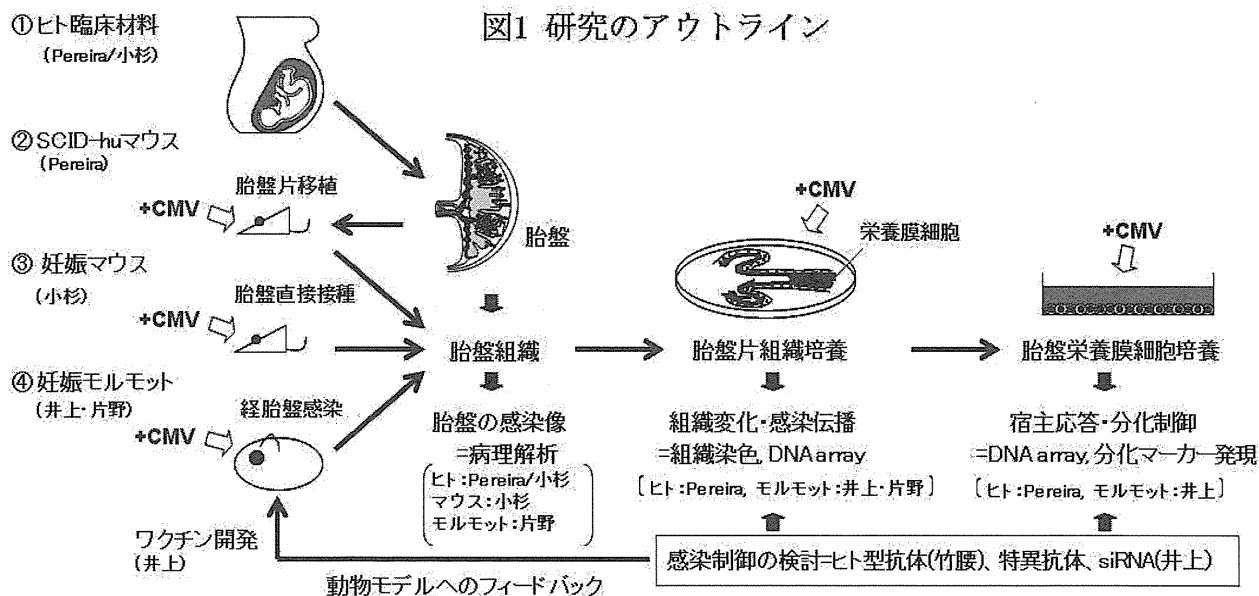 図1 研究のアウトライン
①ヒト臨床材料
(Pereira/小杉)
②SCID-huマウス
(Pereira)
胎盤片移植
+CMV
③妊娠マウス
(小杉)
胎盤直接接種
+CMV
④妊娠モルモット
(井上・片野)
経胎盤感染
+CMV
胎盤
+CMV
栄養膜細胞
+CMV
胎盤組織
胎盤片組織培養
胎盤栄養膜細胞培養
胎盤の感染像
=病理解析
ヒト:Pereira/小杉
マウス:小杉
モルモット:片野
組織変化・感染伝播
=組織染色, DNA array
[ヒト:Pereira, モルモット:井上・片野]
宿主応答・分化制御
=DNA array, 分化マーカー発現
[ヒト:Pereira, モルモット:井上]
ワクチン開発
(井上)
感染制御の検討=ヒト型抗体(竹腰)、特異抗体、siRNA(井上)
動物モデルへのフィードバック